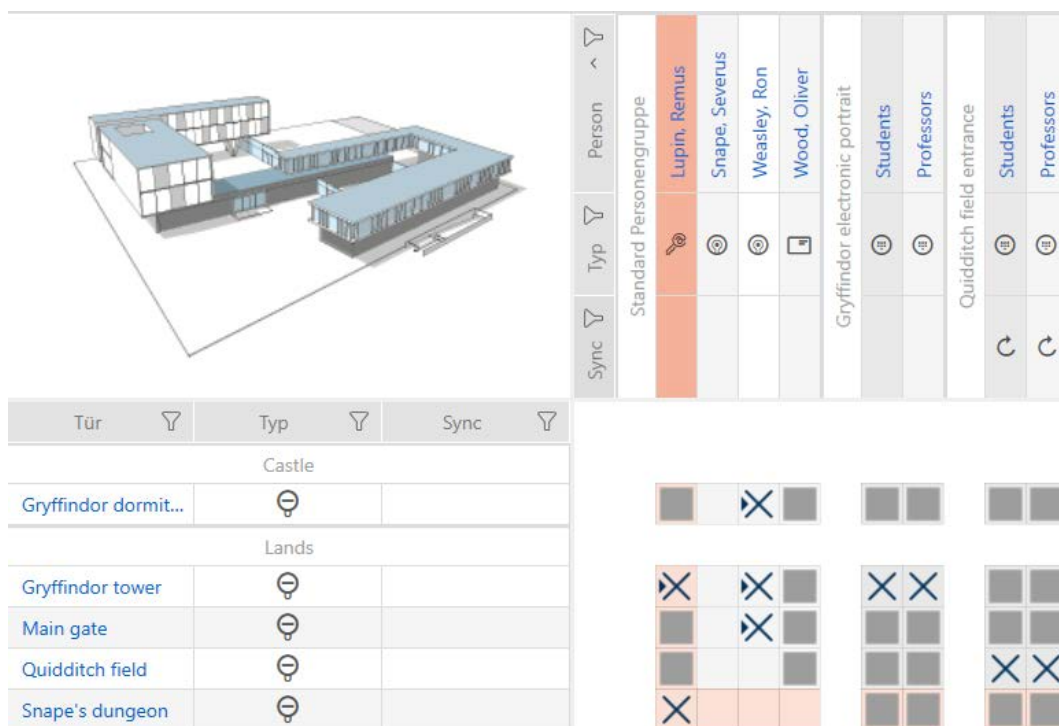 Person
Typ
Sync
Standard Personengruppe
Lupin, Remus
Snape, Severus
Weasley, Ron
Wood, Oliver
Gryffindor electronic portrait
Students
Professors
Quidditch field entrance
Students
Professors
Tür Typ Sync
Castle
Gryffindor dormit...
Lands
Gryffindor tower
Main gate
Quidditch field
Snape's dungeon